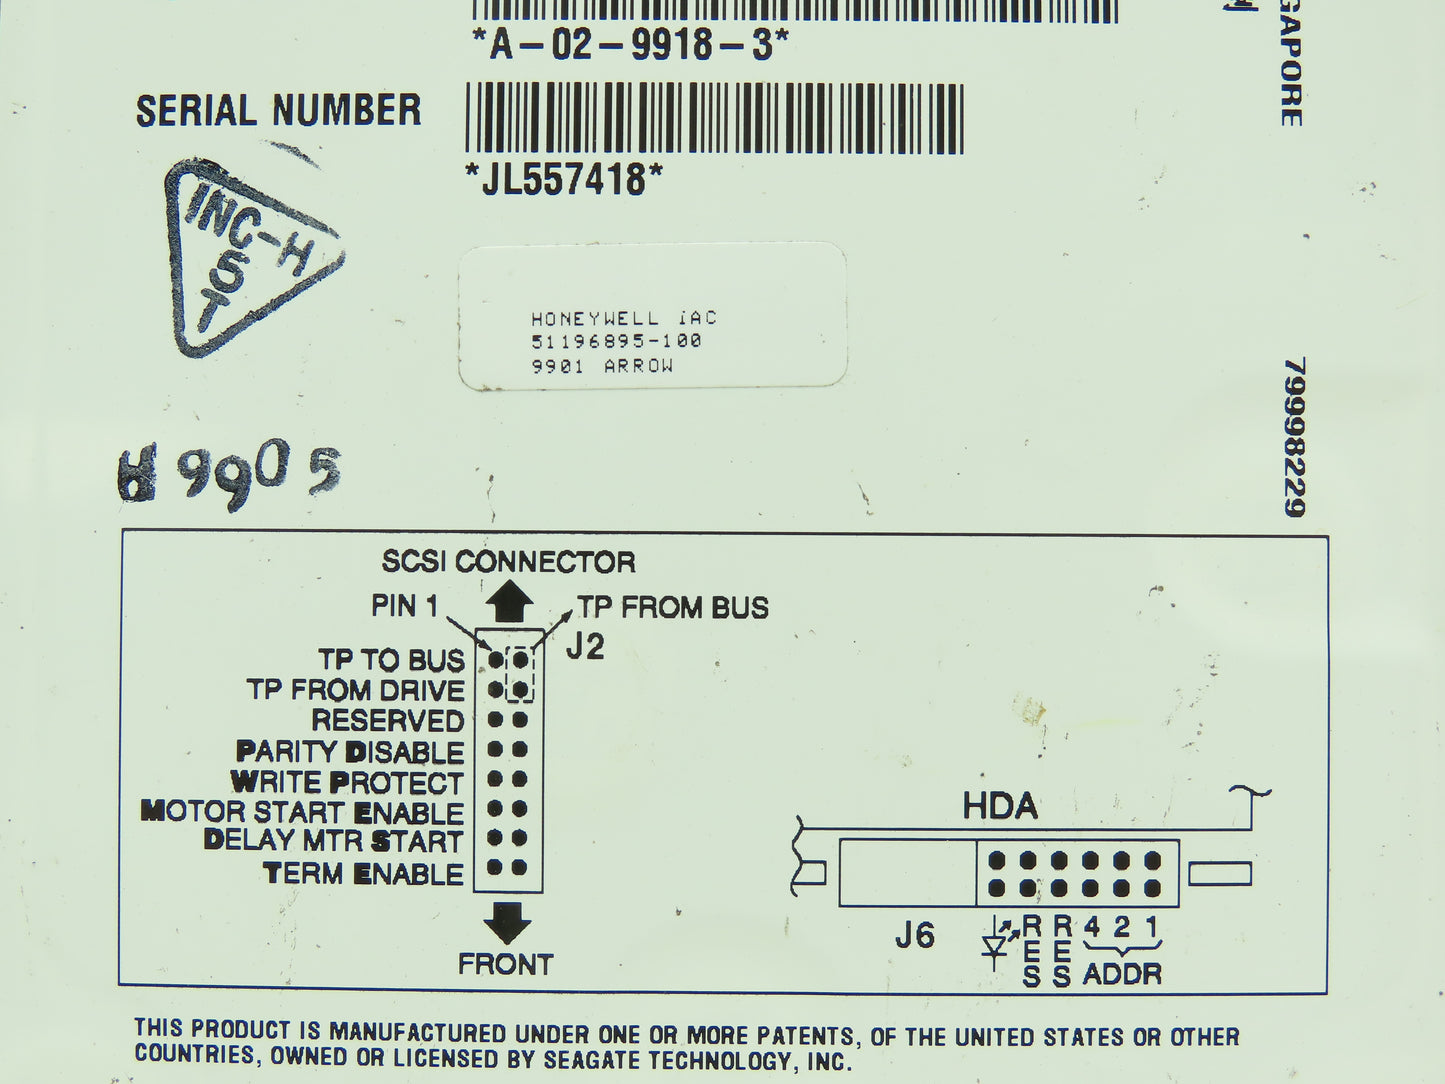 *A-02-9918-3*
GAPORE
SERIAL NUMBER
*JL557418*
INC-H
5
T
HONEYWELL iAC
51196895-100
9901 ARROW
79998229
9905
SCSI CONNECTOR
PIN 1
TP FROM BUS
J2
TP TO BUS
TP FROM DRIVE
RESERVED
PARITY DISABLE
WRITE PROTECT
MOTOR START ENABLE
DELAY MTR START
TERM ENABLE
FRONT
HDA
J6
RES RES 4 2 1
ADDR
THIS PRODUCT IS MANUFACTURED UNDER ONE OR MORE PATENTS, OF THE UNITED STATES OR OTHER
COUNTRIES, OWNED OR LICENSED BY SEAGATE TECHNOLOGY, INC.